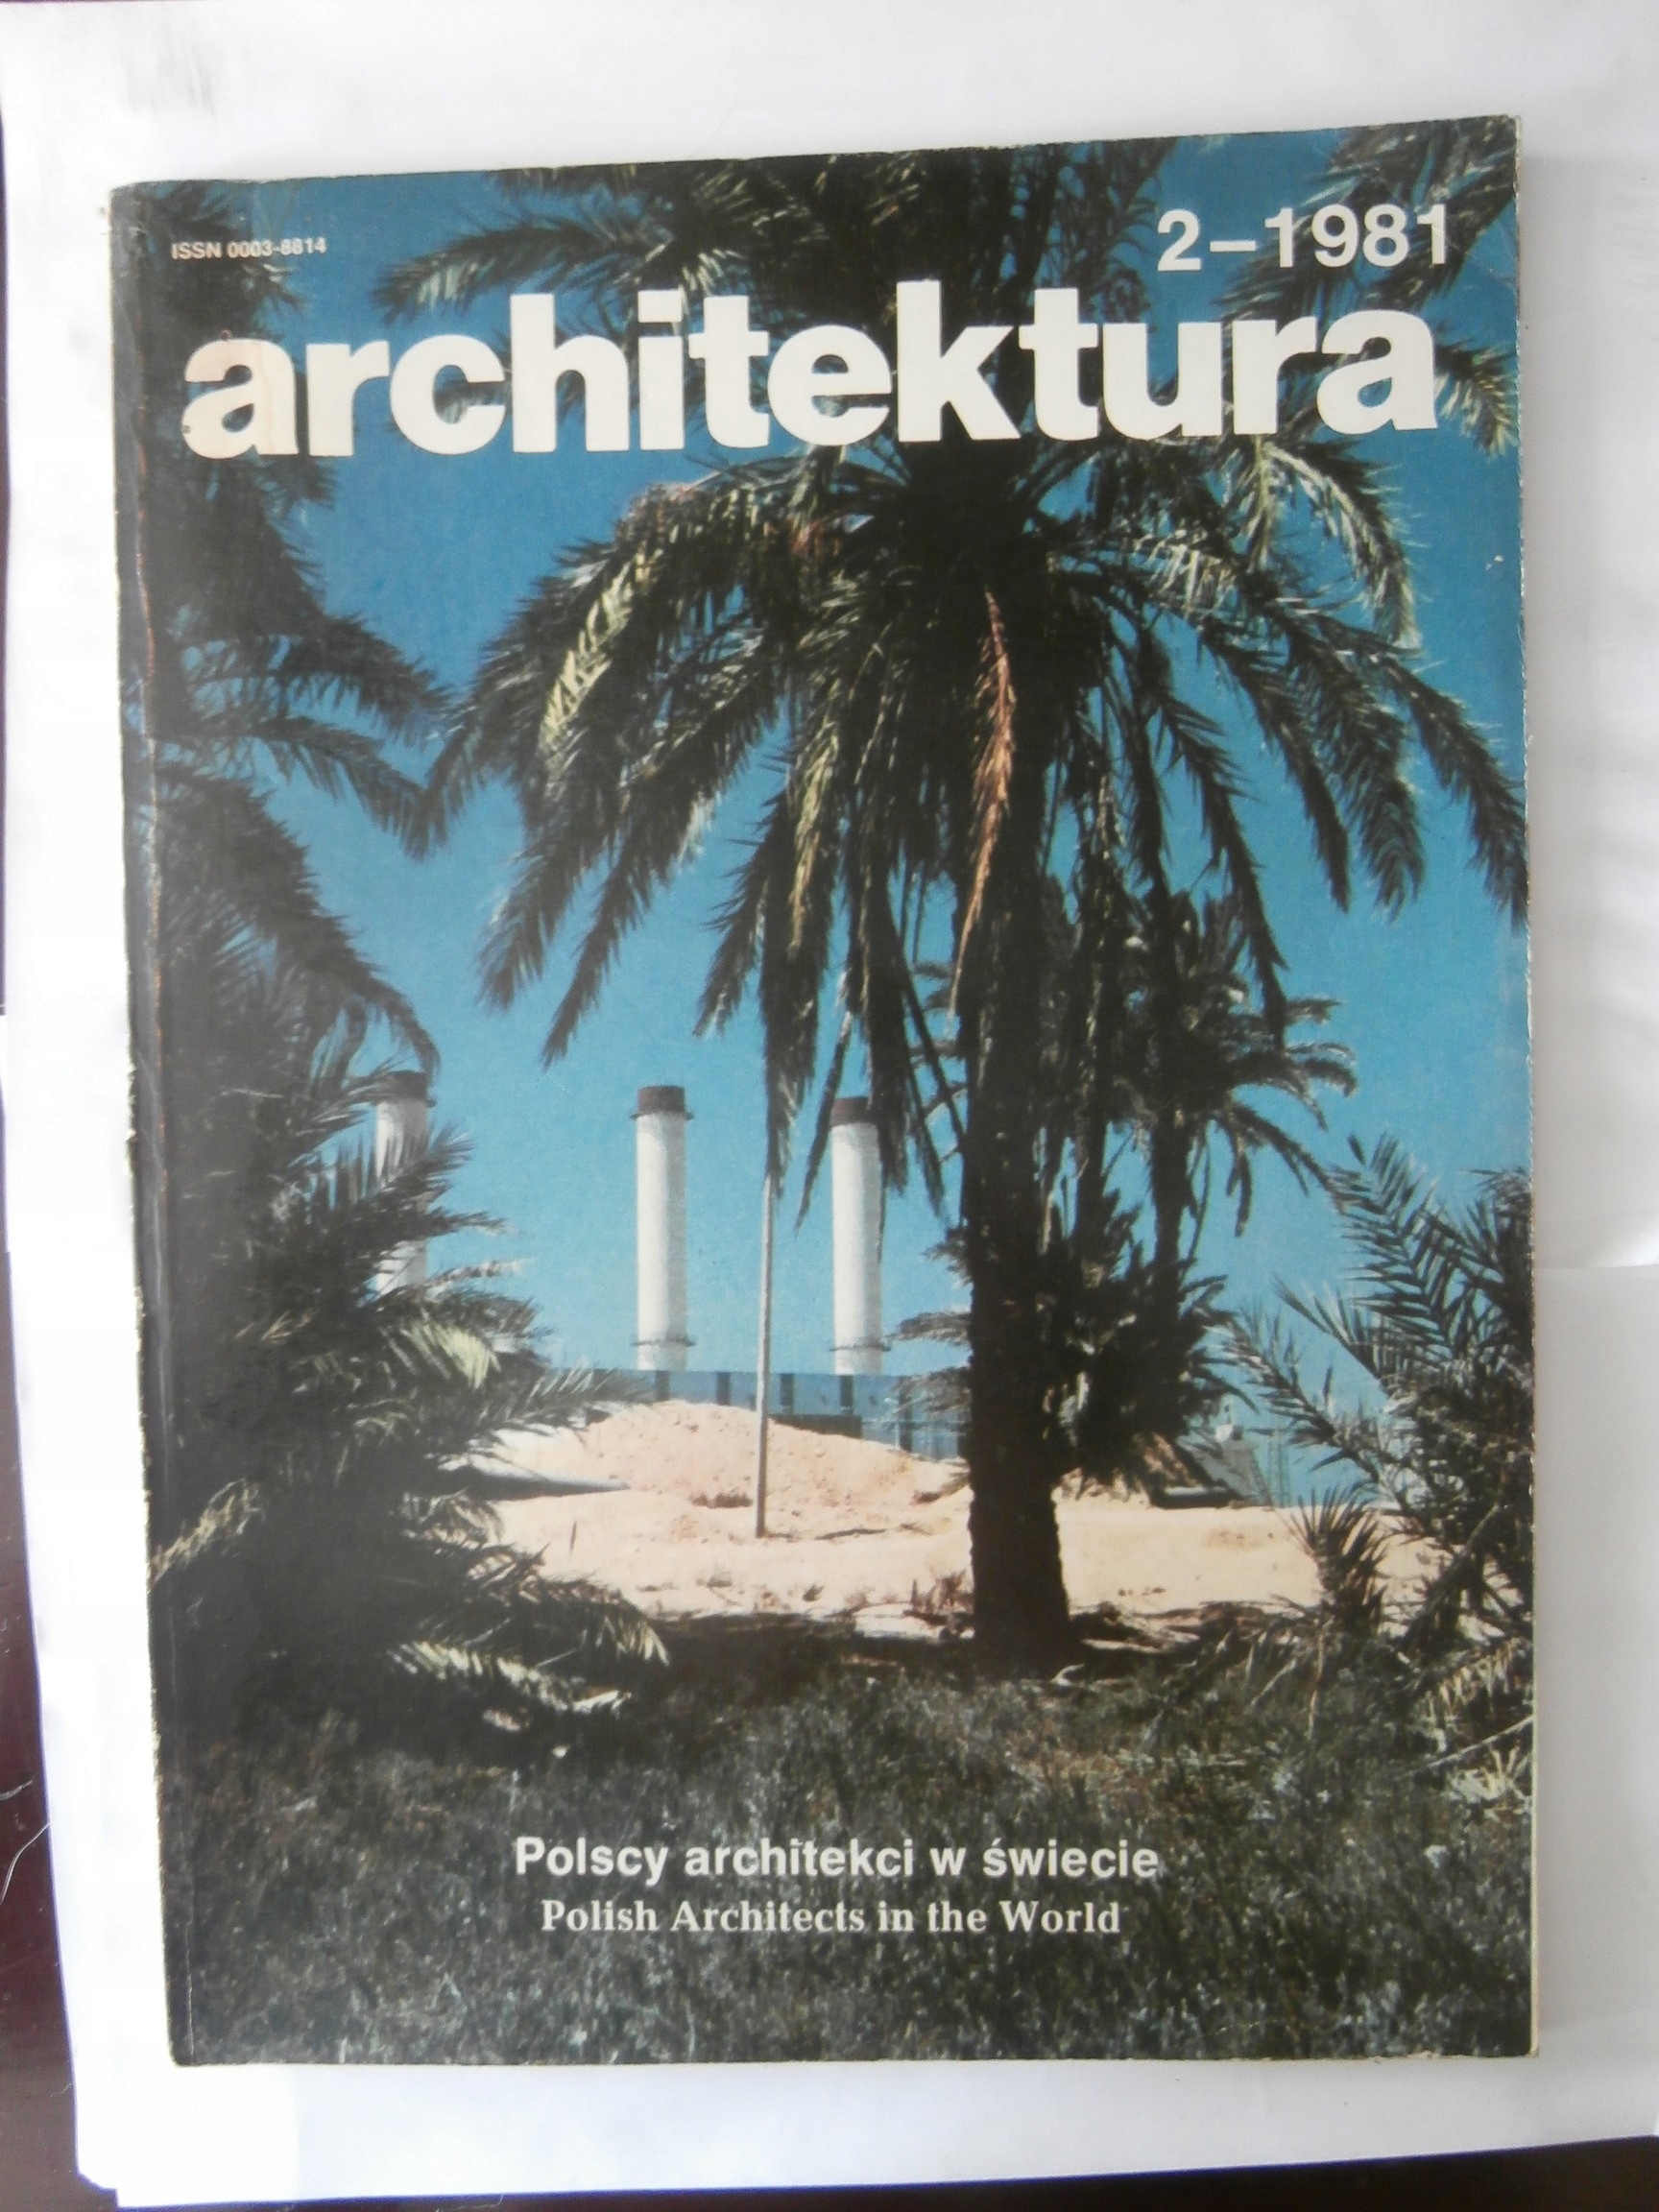 ISSN 0003-8814
2–1981
architektura
Polscy architekci w świecie
Polish Architects in the World